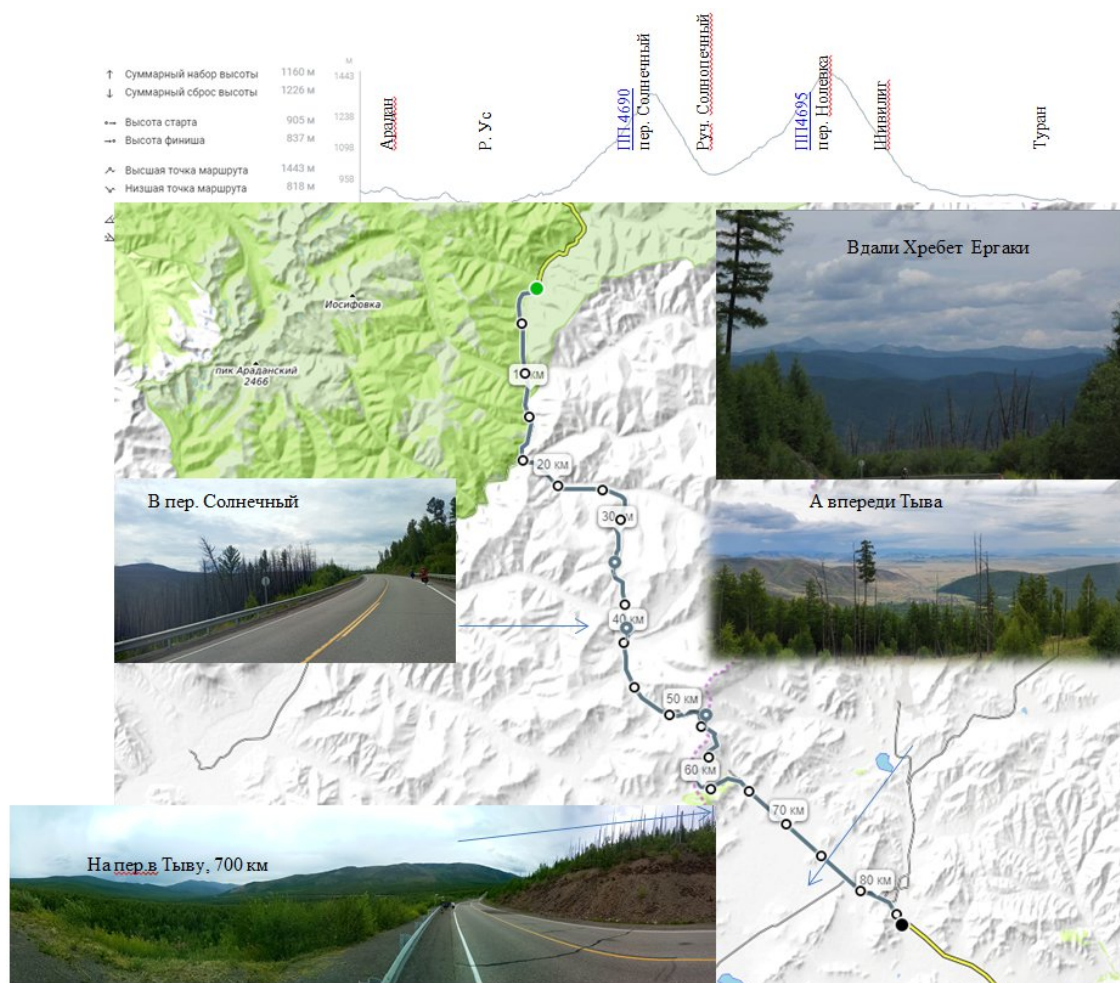 ↑ Суммарный набор высоты 1160 м
↓ Суммарный сброс высоты 1226 м
Высота старта 905 м
Высота финиша 837 м
Высшая точка маршрута 1443 м
Низшая точка маршрута 818 м
м
1443
1238
1098
958
Арадан
Р. Ус
ПП4690
пер. Солнечный
Руч. Солнопечный
ПП4695
пер. Нолевка
Шивилиг
Туран
Вдали Хребет Ергаки
Иосифовка
пик Араданский
2466
км
20 км
В пер. Солнечный
А впереди Тыва
40 км
50 км
60 км
70 км
На пер.в Тыву, 700 км
80 км